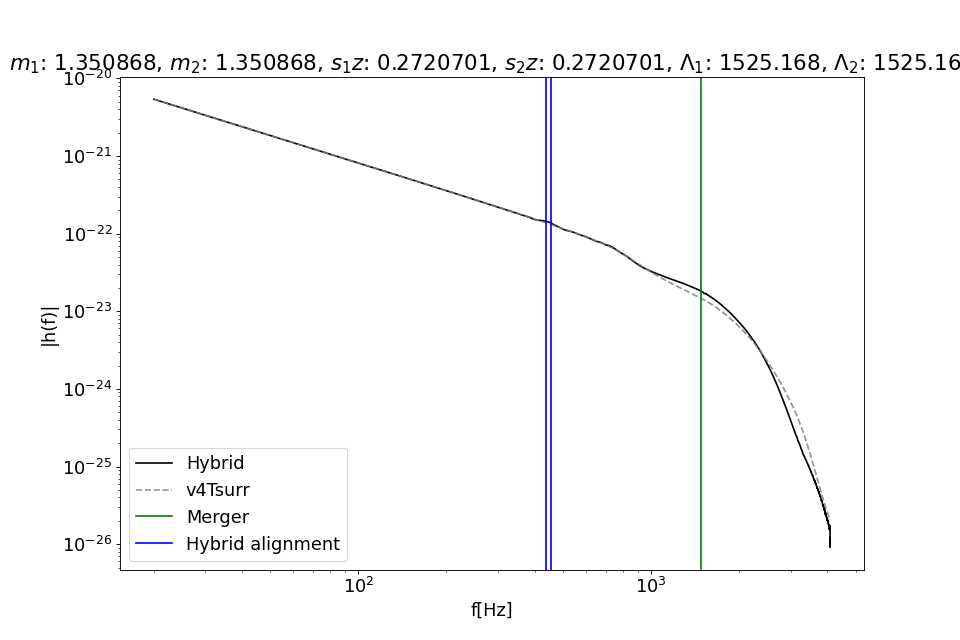 m₁: 1.350868, m₂: 1.350868, s₁z: 0.2720701, s₂z: 0.2720701, Λ₁: 1525.168, Λ₂: 1525.16
10⁻²⁰
10⁻²¹
10⁻²²
10⁻²³
10⁻²⁴
10⁻²⁵
10⁻²⁶
|h(f)|
Hybrid
v4Tsurr
Merger
Hybrid alignment
10²
10³
f[Hz]